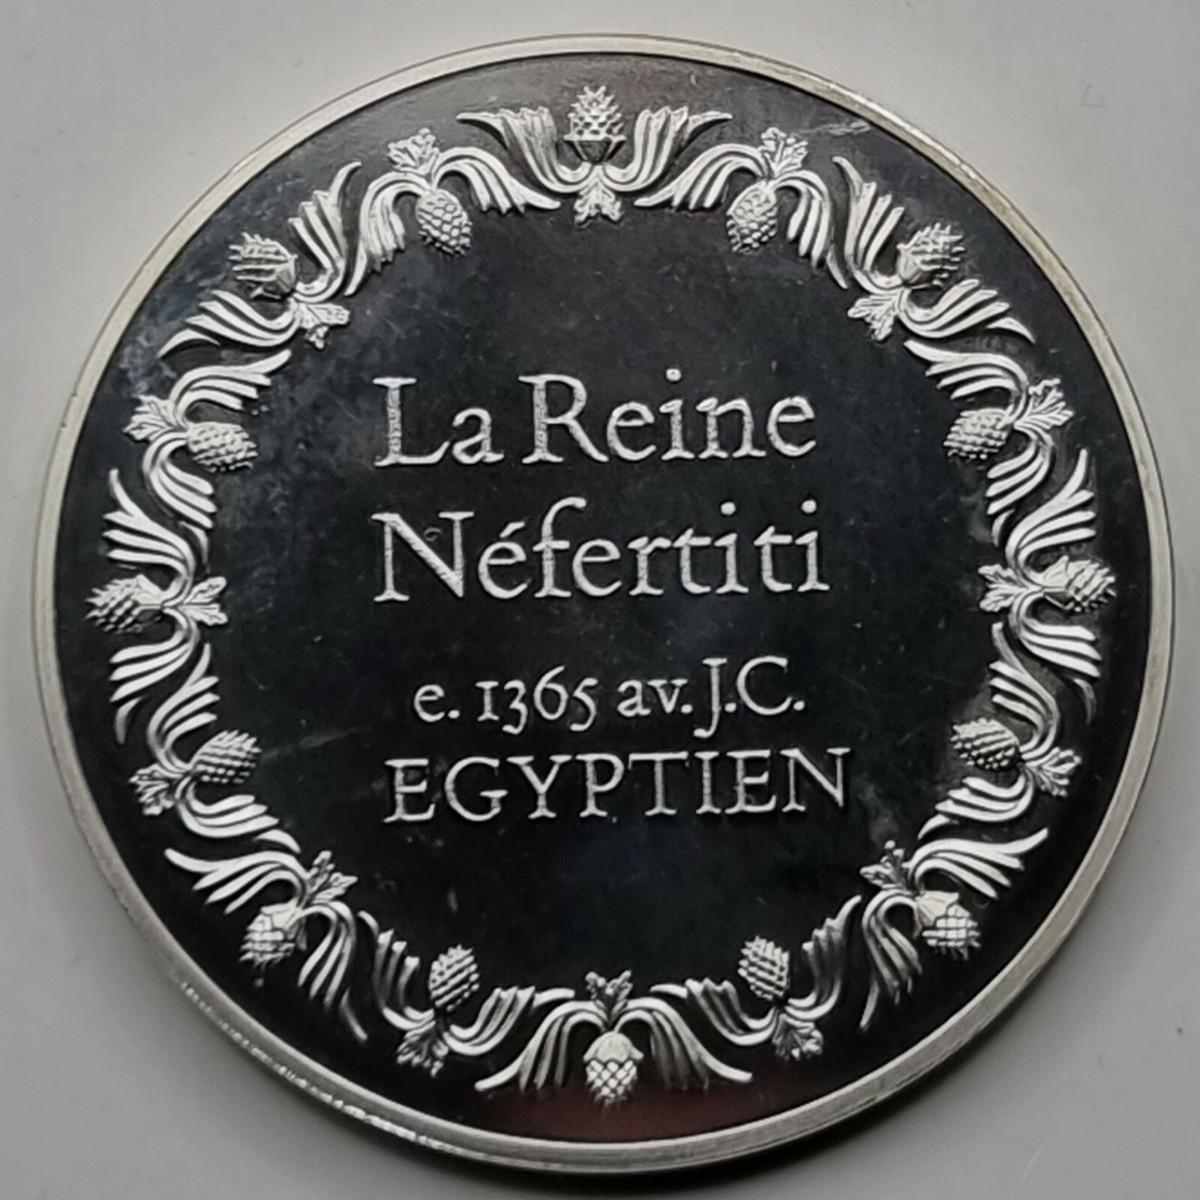 La Reine
Néfertiti
e. 1365 av. J.C.
EGYPTIEN